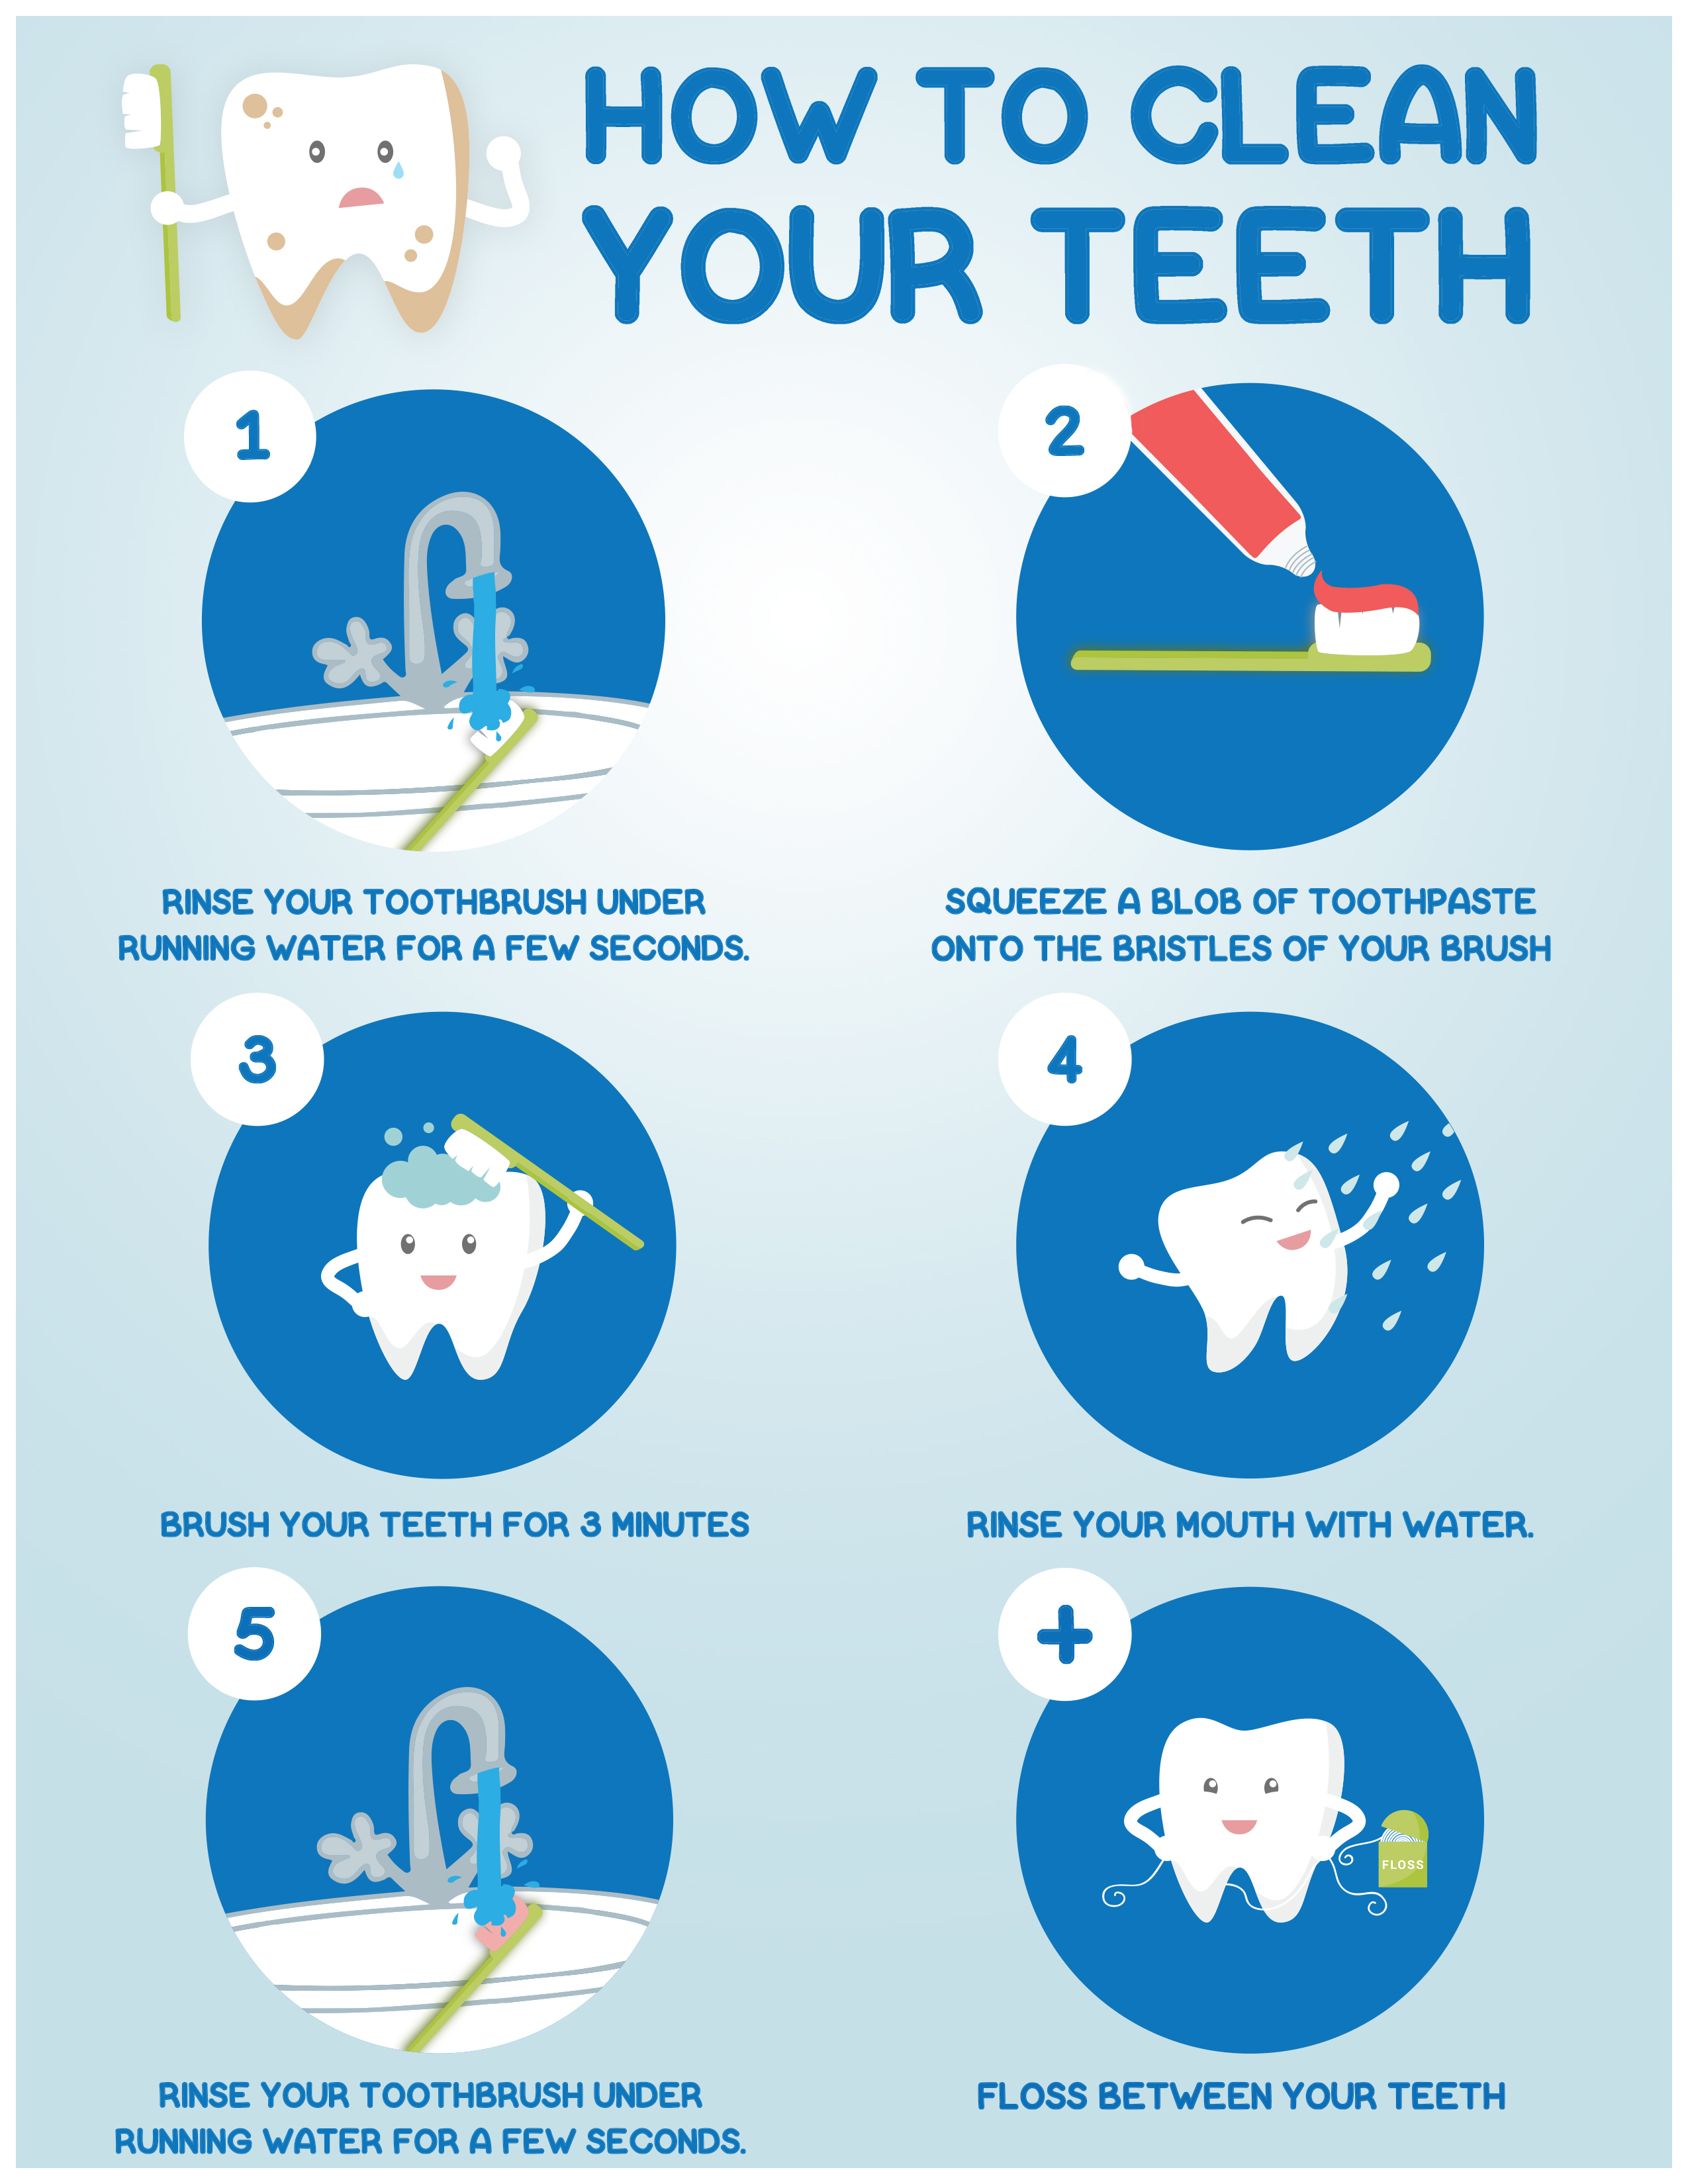 HOW TO CLEAN
YOUR TEETH
1
RINSE YOUR TOOTHBRUSH UNDER
RUNNING WATER FOR A FEW SECONDS.
2
SQUEEZE A BLOB OF TOOTHPASTE
ONTO THE BRISTLES OF YOUR BRUSH
3
BRUSH YOUR TEETH FOR 3 MINUTES
4
RINSE YOUR MOUTH WITH WATER.
5
RINSE YOUR TOOTHBRUSH UNDER
RUNNING WATER FOR A FEW SECONDS.
+
FLOSS
FLOSS BETWEEN YOUR TEETH